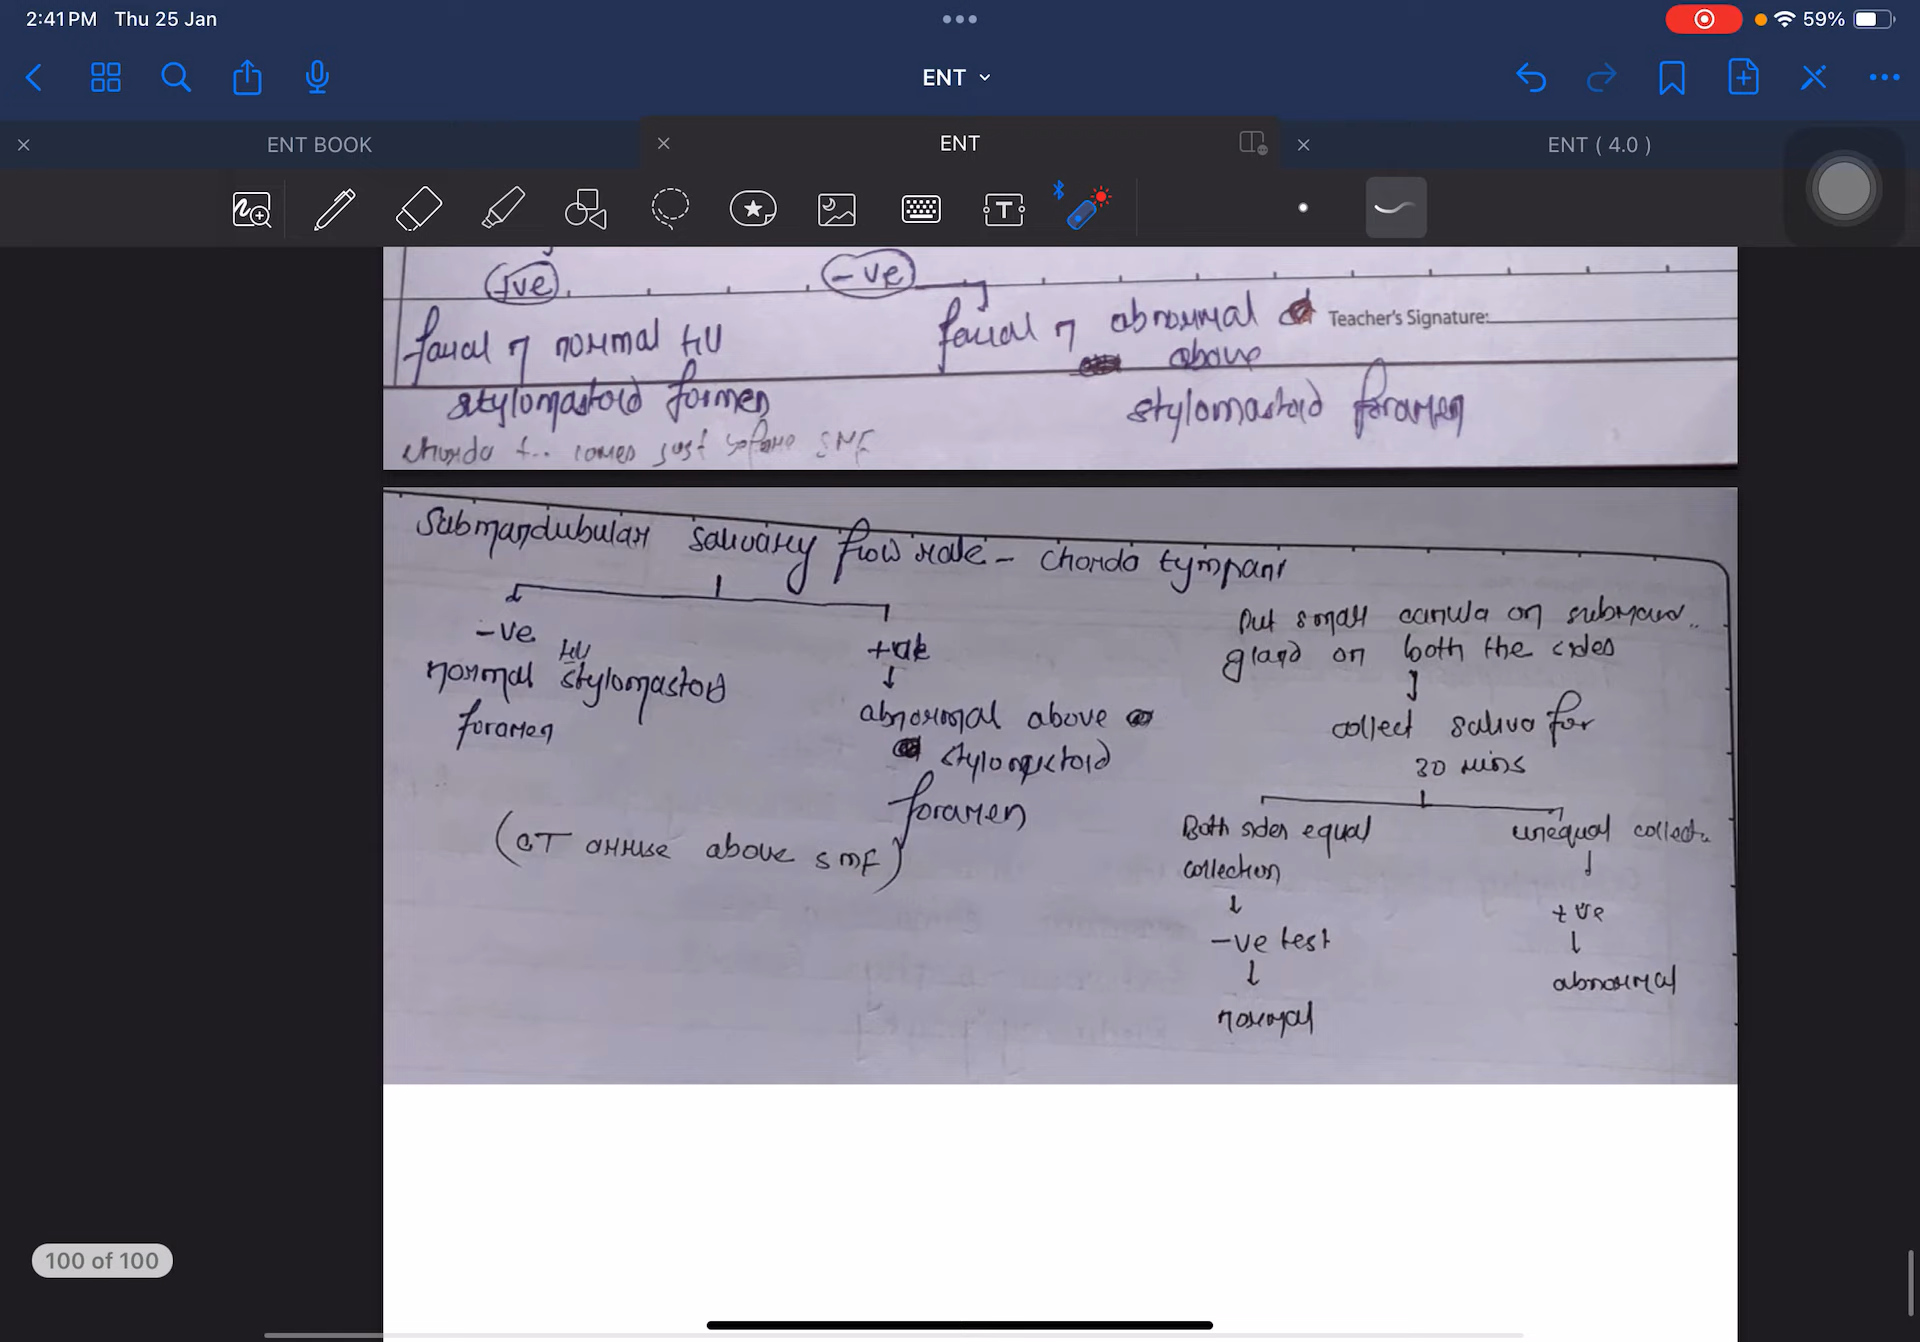 2:41 PM Thu 25 Jan
59%
ENT
ENT BOOK
ENT
ENT ( 4.0 )
+ve
-ve
facial η normal till
stylomastoid formen
chorda t.. comes just before SMF
facial η abnormal
above
stylomastoid foramen
Teacher's Signature:
Submandubular salivary flow rate - chorda tympani
-ve
normal till stylomastoid
foramen
+ve
↓
abnormal above
stylomastoid
foramen
(CT arrise above SMF)
Put small canula on subman..
gland on both the sides
↓
collect saliva for
30 mins
Both sides equal
collection
↓
-ve test
↓
normal
unequal collect
↓
+ve
↓
abnormal
100 of 100